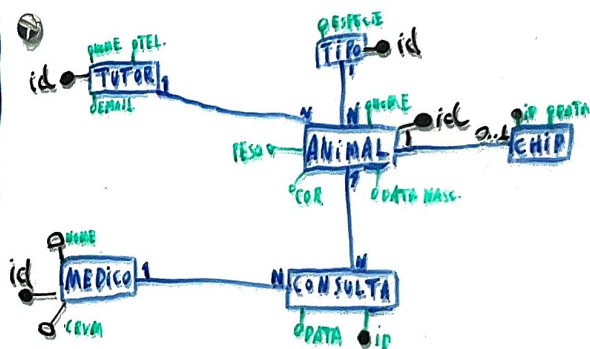 ESPECIE
NOME TEL.
id TUTOR 1
EMAIL
TIPO id
1
N N NOME
id
PESO ANIMAL 1
0..1 CHIP
ID DATA
COR 1 DATA NASC.
NOME
id MEDICO 1
CRVM
N CONSULTA
N
DATA ID